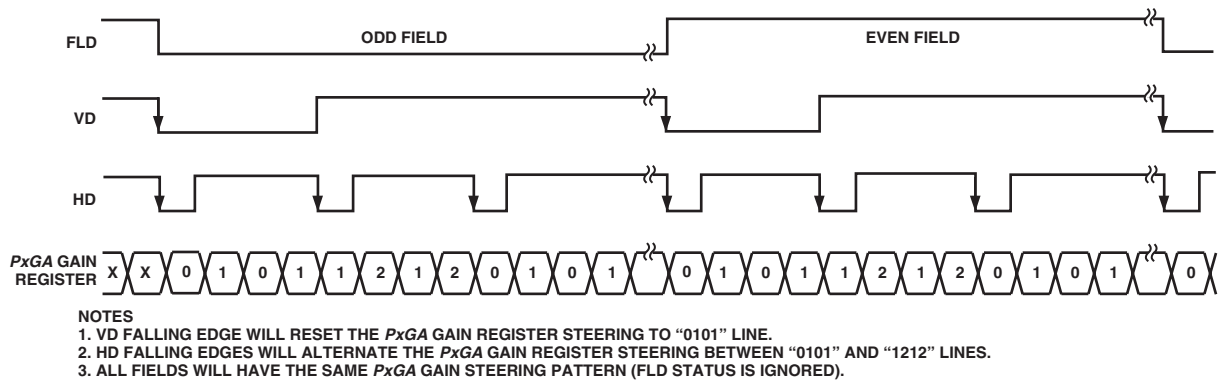 FLD
ODD FIELD
EVEN FIELD
VD
HD
PxGA GAIN
REGISTER
X X 0 1 0 1 1 2 1 2 0 1 0 1 0 1 0 1 1 2 1 2 0 1 0 1 0
NOTES
1. VD FALLING EDGE WILL RESET THE PxGA GAIN REGISTER STEERING TO “0101” LINE.
2. HD FALLING EDGES WILL ALTERNATE THE PxGA GAIN REGISTER STEERING BETWEEN “0101” AND “1212” LINES.
3. ALL FIELDS WILL HAVE THE SAME PxGA GAIN STEERING PATTERN (FLD STATUS IS IGNORED).